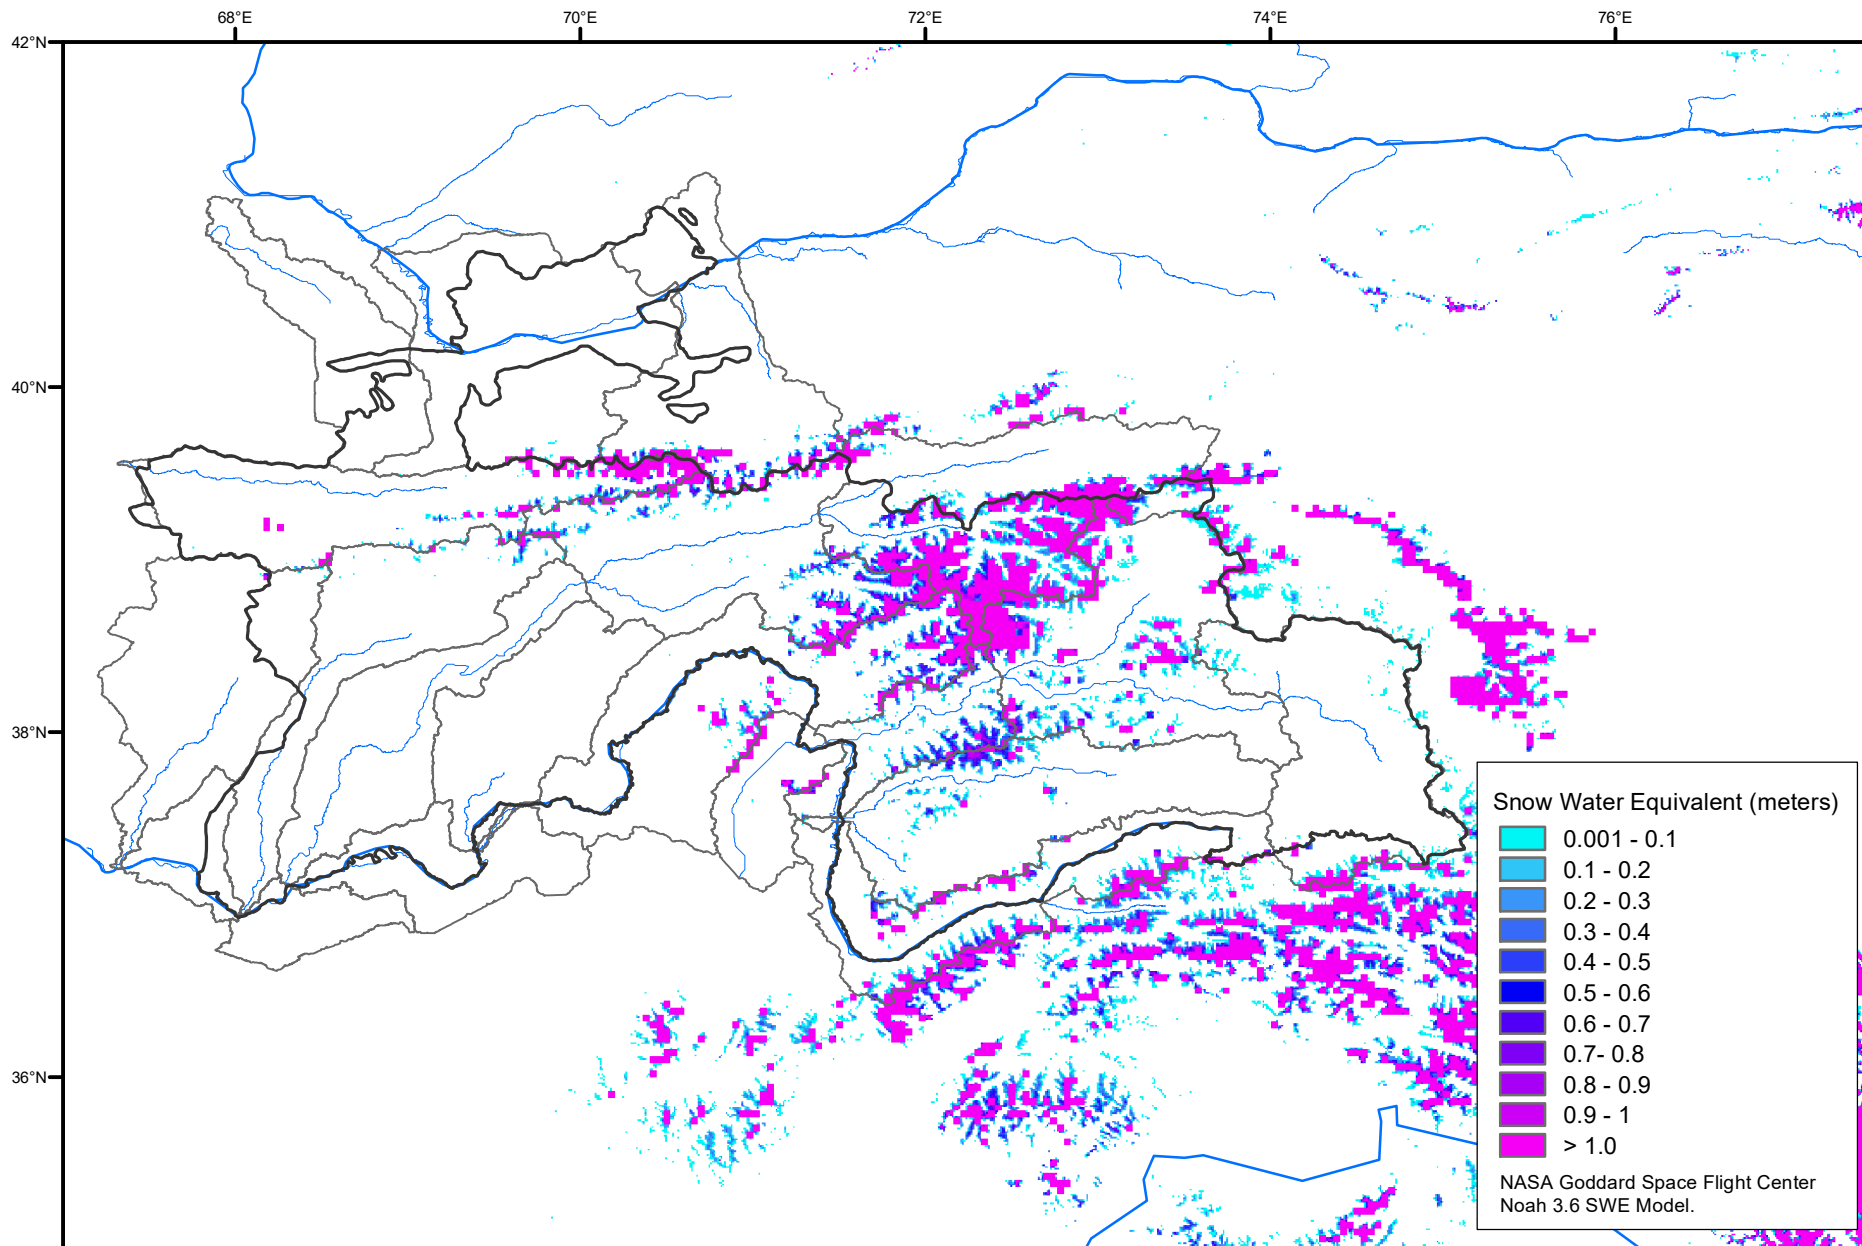 68°E
70°E
72°E
74°E
76°E
42°N
40°N
38°N
36°N
Snow Water Equivalent (meters)
0.001 - 0.1
0.1 - 0.2
0.2 - 0.3
0.3 - 0.4
0.4 - 0.5
0.5 - 0.6
0.6 - 0.7
0.7- 0.8
0.8 - 0.9
0.9 - 1
> 1.0
NASA Goddard Space Flight Center
Noah 3.6 SWE Model.